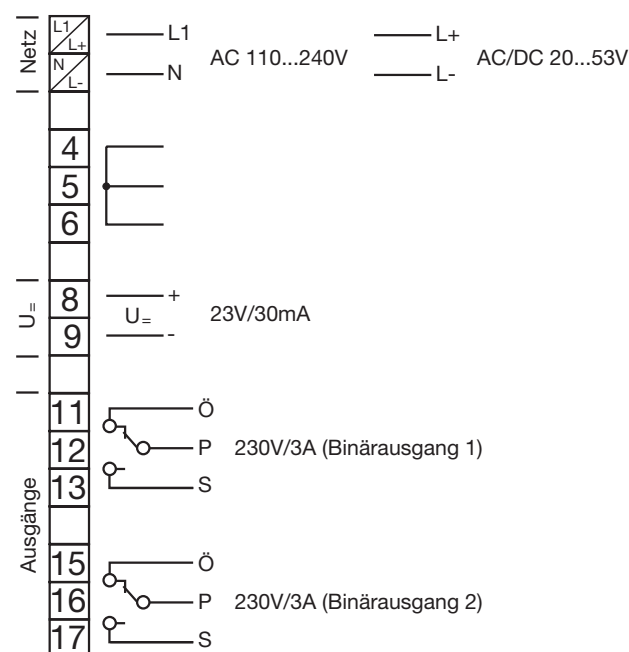 Netz
L1
L+
L1
AC 110...240V
L+
AC/DC 20...53V
N
L-
N
L-
4
5
6
U=
8
+
U=
23V/30mA
9
-
Ausgänge
11
Ö
12
P 230V/3A (Binärausgang 1)
13
S
15
Ö
16
P 230V/3A (Binärausgang 2)
17
S